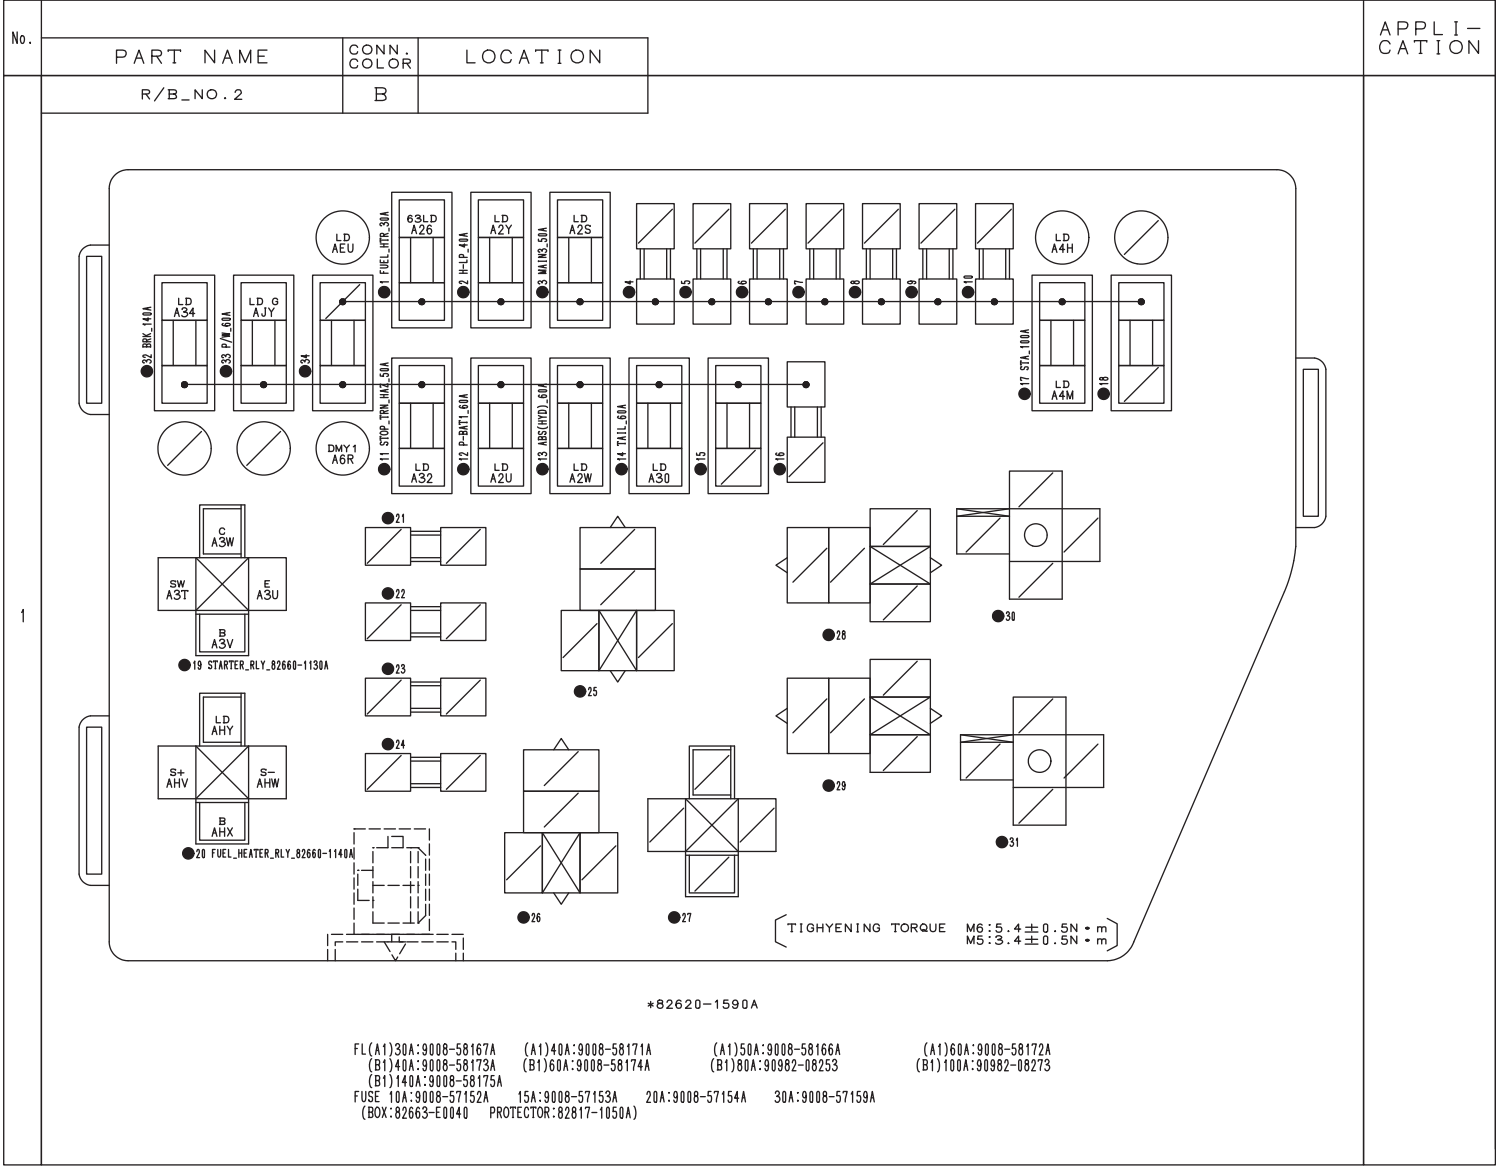 No.
PART NAME
CONN.
COLOR
LOCATION
APPLI-
CATION
R/B_NO.2
B
1
LD
AEU
1 FUEL_HTR_30A
63LD
A26
2 H-LP_40A
LD
A2Y
3 MAIN3_50A
LD
A2S
4
5
6
7
8
9
10
LD
A4H
32 BRK_140A
LD
A34
33 P/W_60A
LD G
AJY
34
17 STA_100A
LD
A4M
18
DMY1
A6R
11 STOP_TRN_HAZ_50A
LD
A32
12 P-BAT1_60A
LD
A2U
13 ABS(HYD)_60A
LD
A2W
14 TAIL_60A
LD
A30
15
16
C
A3W
SW
A3T
E
A3U
B
A3V
19 STARTER_RLY_82660-1130A
21
22
23
24
25
28
30
LD
AHY
S+
AHV
S-
AHW
B
AHX
20 FUEL_HEATER_RLY_82660-1140A
26
27
29
31
TIGHYENING TORQUE M6:5.4±0.5N・m
M5:3.4±0.5N・m
*82620-1590A
FL(A1)30A:9008-58167A (A1)40A:9008-58171A (A1)50A:9008-58166A (A1)60A:9008-58172A
(B1)40A:9008-58173A (B1)60A:9008-58174A (B1)80A:90982-08253 (B1)100A:90982-08273
(B1)140A:9008-58175A
FUSE 10A:9008-57152A 15A:9008-57153A 20A:9008-57154A 30A:9008-57159A
(BOX:82663-E0040 PROTECTOR:82817-1050A)